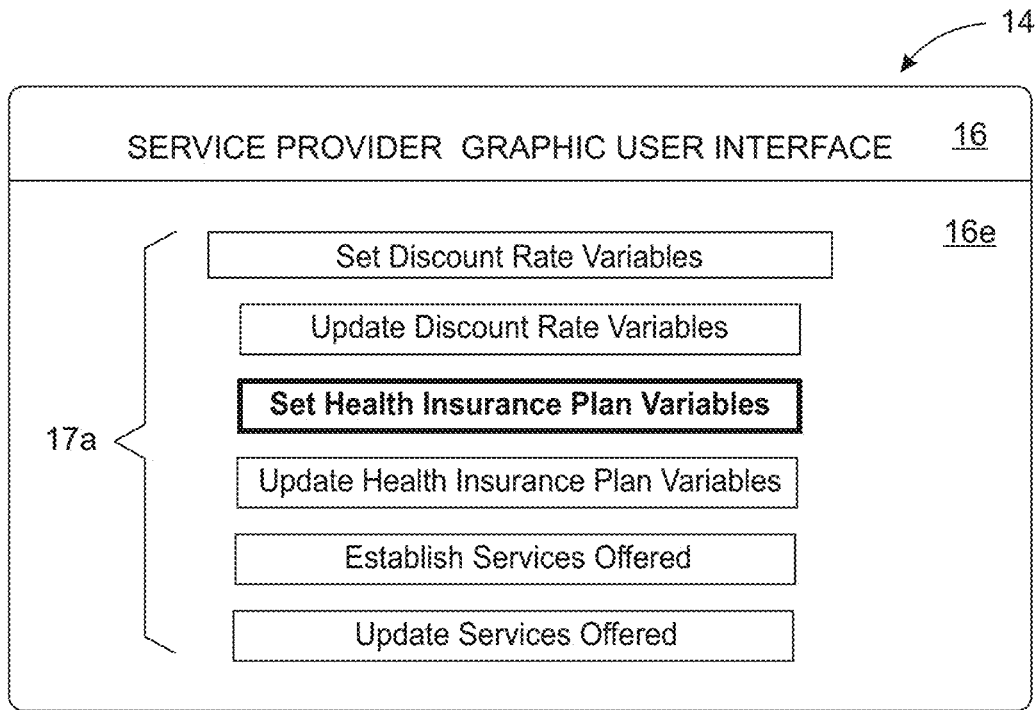 14
SERVICE PROVIDER GRAPHIC USER INTERFACE 16
16e
Set Discount Rate Variables
Update Discount Rate Variables
Set Health Insurance Plan Variables
17a
Update Health Insurance Plan Variables
Establish Services Offered
Update Services Offered